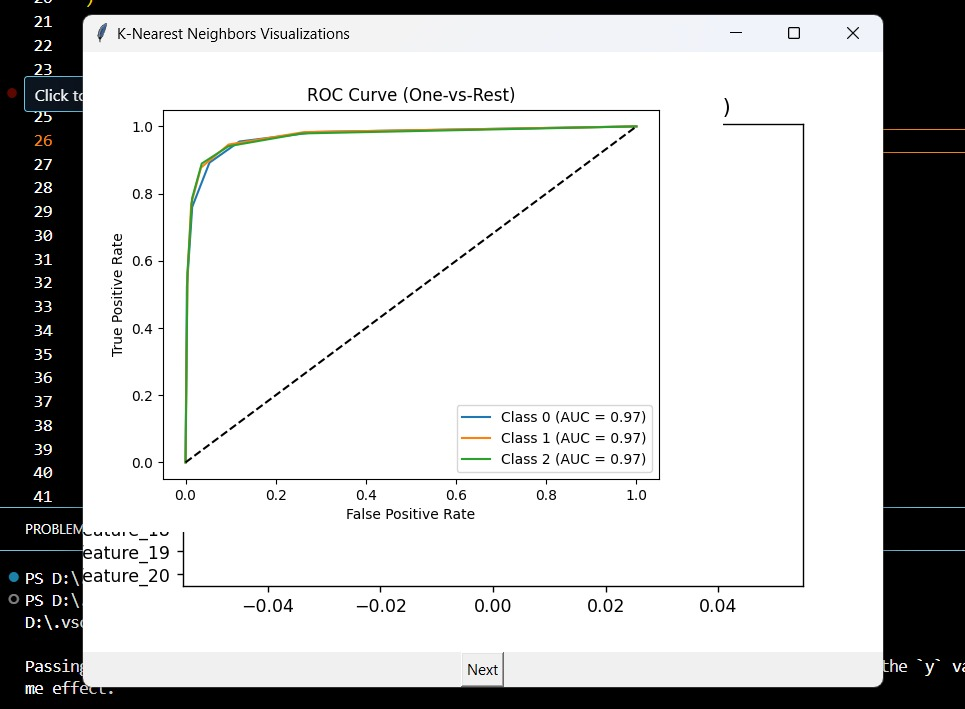 20 )
21
22
23
Click to
25
26
27
28
29
30
31
32
33
34
35
36
37
38
39
40
41
K-Nearest Neighbors Visualizations
)
ROC Curve (One-vs-Rest)
True Positive Rate
1.0
0.8
0.6
0.4
0.2
0.0
Class 0 (AUC = 0.97)
Class 1 (AUC = 0.97)
Class 2 (AUC = 0.97)
0.0 0.2 0.4 0.6 0.8 1.0
False Positive Rate
eature_18
eature_19
eature_20
−0.04 −0.02 0.00 0.02 0.04
Next
PROBLEM
PS D:\
PS D:\
D:\.vsc
Passing the `y` va
me effect.